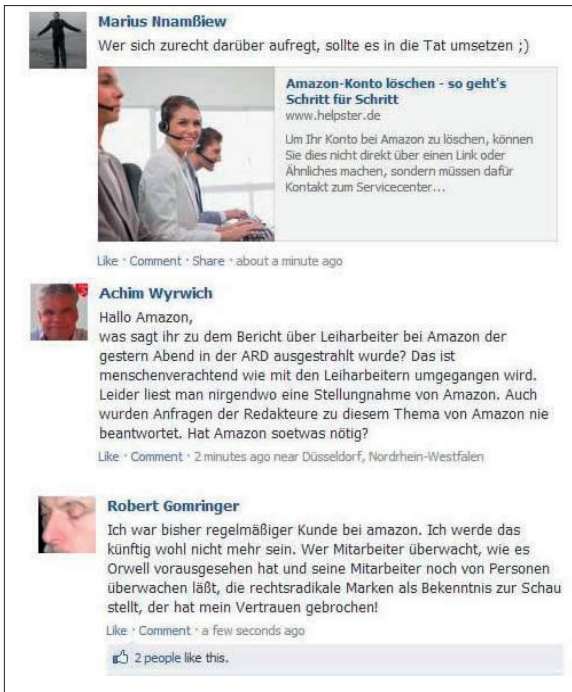 Marius Nnamßiew
Wer sich zurecht darüber aufregt, sollte es in die Tat umsetzen ;)
Amazon-Konto löschen - so geht's
Schritt für Schritt
www.helpster.de
Um Ihr Konto bei Amazon zu löschen, können
Sie dies nicht direkt über einen Link oder
Ähnliches machen, sondern müssen dafür
Kontakt zum Servicecenter...
Like · Comment · Share · about a minute ago
Achim Wyrwich
Hallo Amazon,
was sagt ihr zu dem Bericht über Leiharbeiter bei Amazon der
gestern Abend in der ARD ausgestrahlt wurde? Das ist
menschenverachtend wie mit den Leiharbeitern umgegangen wird.
Leider liest man nirgendwo eine Stellungnahme von Amazon. Auch
wurden Anfragen der Redakteure zu diesem Thema von Amazon nie
beantwortet. Hat Amazon soetwas nötig?
Like · Comment · 2 minutes ago near Düsseldorf, Nordrhein-Westfalen
Robert Gomringer
Ich war bisher regelmäßiger Kunde bei amazon. Ich werde das
künftig wohl nicht mehr sein. Wer Mitarbeiter überwacht, wie es
Orwell vorausgesehen hat und seine Mitarbeiter noch von Personen
überwachen läßt, die rechtsradikale Marken als Bekenntnis zur Schau
stellt, der hat mein Vertrauen gebrochen!
Like · Comment · a few seconds ago
2 people like this.